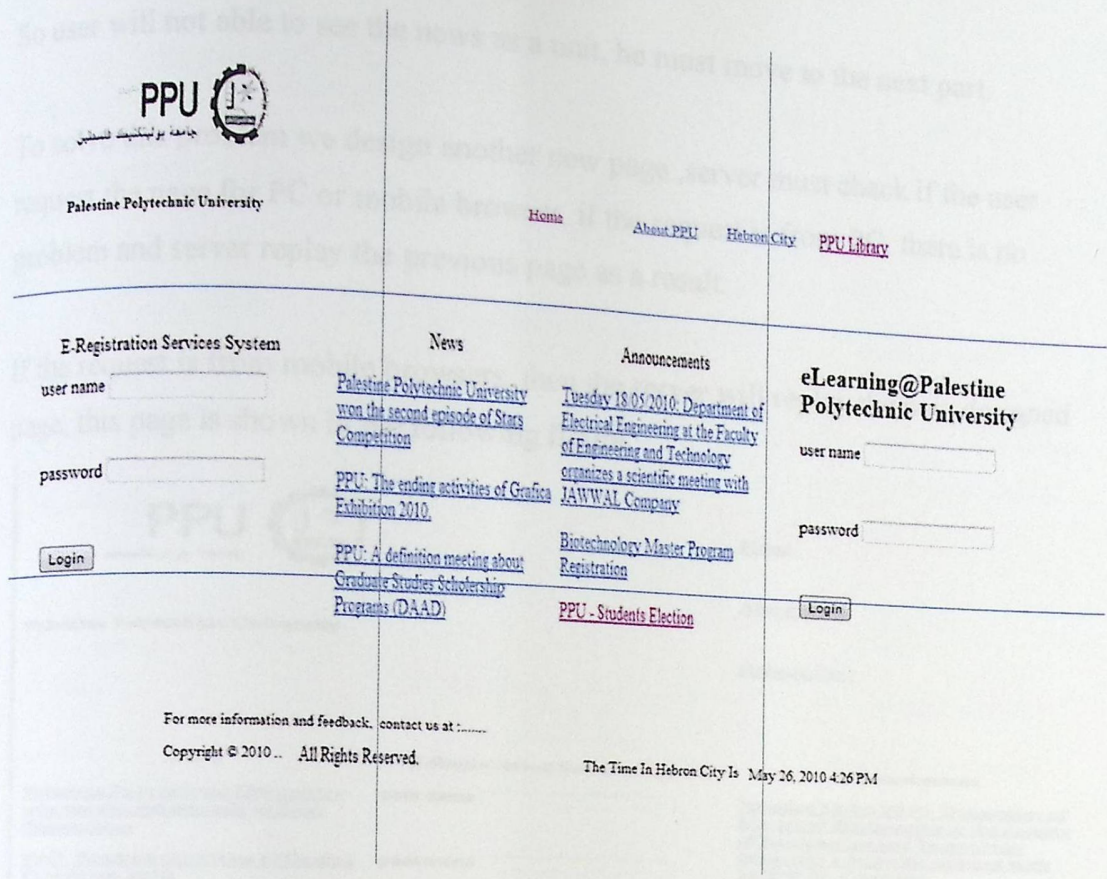 So user will not able to see the news as a unit, he must move to the next part
PPU
جامعة بوليتكنيك فلسطين
we design another new page ,server must check if the user
request the page for PC or mobile browser, if the request from PC, there is no
problem and server replay the previous page as a result
Palestine Polytechnic University
Home About PPU Hebron City PPU Library
E-Registration Services System
user name
password
Login
News
Palestine Polytechnic University
won the second episode of Stars
Competition
PPU: The ending activities of Grafica
Exhibition 2010.
PPU: A definition meeting about
Graduate Studies Scholership
Programs (DAAD)
Announcements
Tuesday 18/05/2010: Department of
Electrical Engineering at the Faculty
of Engineering and Technology
organizes a scientific meeting with
JAWWAL Company
Biotechnology Master Program
Registration
PPU - Students Election
eLearning@Palestine
Polytechnic University
user name
password
Login
If the request is from mobile browsers, then the server will
page, this page is shown in the following
PPU
For more information and feedback, contact us at :.......
Copyright © 2010 .. All Rights Reserved.
The Time In Hebron City Is May 26, 2010 4:26 PM